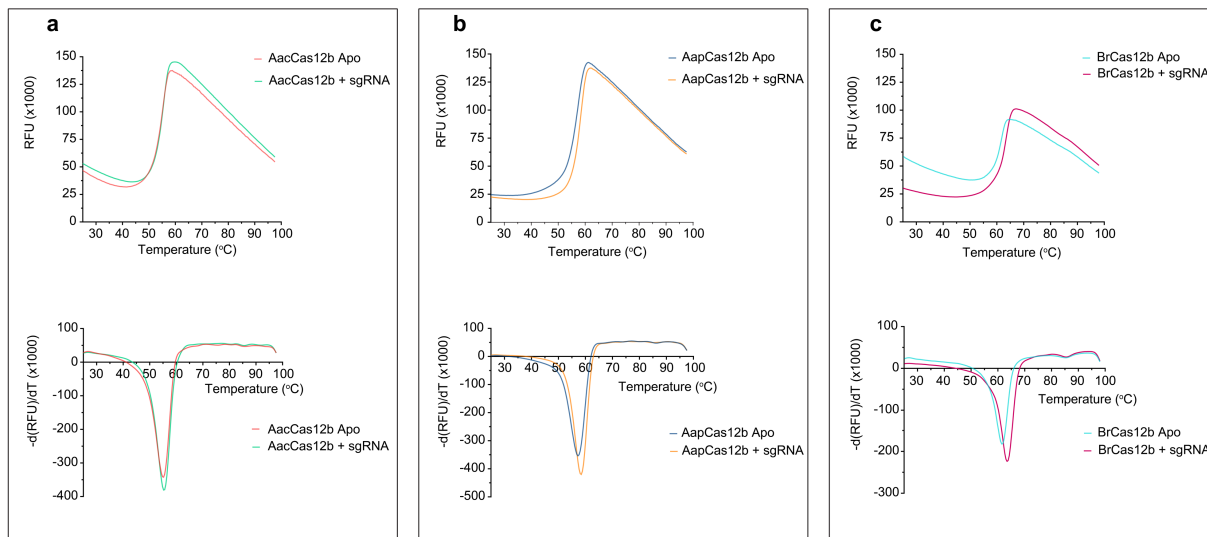 a
RFU (x1000)
150
125
100
75
50
25
0
30 40 50 60 70 80 90 100
Temperature (°C)
AacCas12b Apo
AacCas12b + sgRNA
-d(RFU)/dT (x1000)
100
0
-100
-200
-300
-400
30 40 50 60 70 80 90 100
Temperature (°C)
AacCas12b Apo
AacCas12b + sgRNA
b
RFU (x1000)
150
125
100
75
50
25
0
30 40 50 60 70 80 90 100
Temperature (°C)
AapCas12b Apo
AapCas12b + sgRNA
-d(RFU)/dT (x1000)
100
0
-100
-200
-300
-400
-500
30 40 50 60 70 80 90 100
Temperature (°C)
AapCas12b Apo
AapCas12b + sgRNA
c
RFU (x1000)
150
125
100
75
50
25
0
30 40 50 60 70 80 90 100
Temperature (°C)
BrCas12b Apo
BrCas12b + sgRNA
-d(RFU)/dT (x1000)
100
0
-100
-200
-300
30 40 50 60 70 80 90 100
Temperature (°C)
BrCas12b Apo
BrCas12b + sgRNA